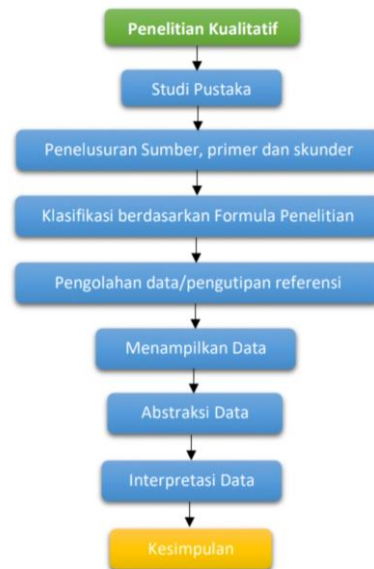 Penelitian Kualitatif
Studi Pustaka
Penelusuran Sumber, primer dan skunder
Klasifikasi berdasarkan Formula Penelitian
Pengolahan data/pengutipan referensi
Menampilkan Data
Abstraksi Data
Interpretasi Data
Kesimpulan